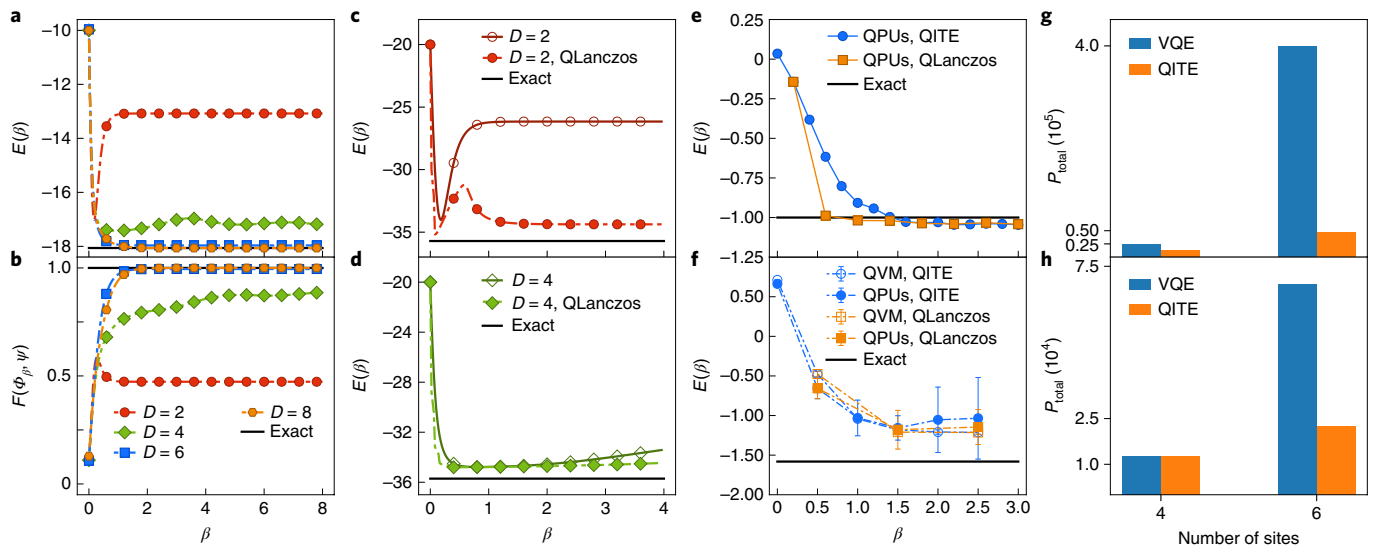 a
−10
−12
−14
−16
−18
E(β)
b
1.0
0.5
0
F(Φβ, ψ)
D = 2
D = 4
D = 6
D = 8
Exact
0 2 4 6 8
β
c
−20
−25
−30
−35
E(β)
D = 2
D = 2, QLanczos
Exact
d
−20
−24
−28
−32
−36
E(β)
D = 4
D = 4, QLanczos
Exact
0 1 2 3 4
β
e
0.25
0
−0.25
−0.50
−0.75
−1.00
−1.25
E(β)
QPUs, QITE
QPUs, QLanczos
Exact
f
0.50
0
−0.50
−1.00
−1.50
−2.00
E(β)
QVM, QITE
QPUs, QITE
QVM, QLanczos
QPUs, QLanczos
Exact
0 0.5 1.0 1.5 2.0 2.5 3.0
β
g
4.0
0.50
0.25
Ptotal (10⁵)
VQE
QITE
h
7.5
2.5
1.0
Ptotal (10⁴)
VQE
QITE
4 6
Number of sites